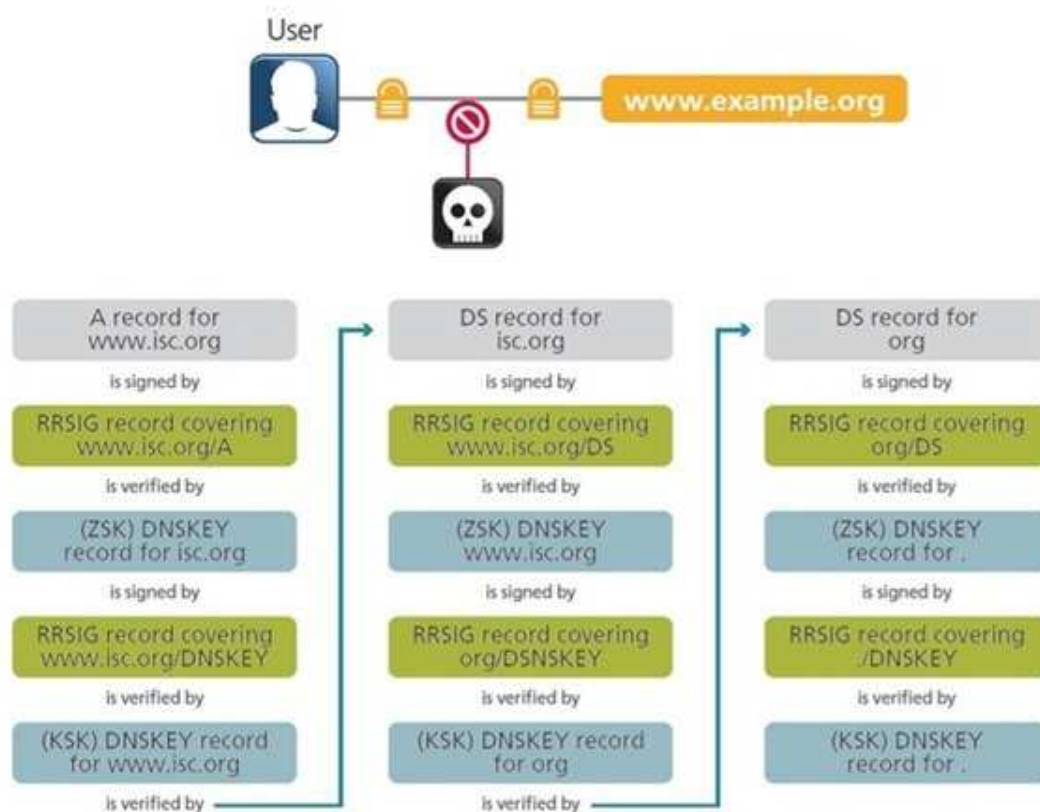 User
www.example.org
A record for
www.isc.org
is signed by
RRSIG record covering
www.isc.org/A
is verified by
(ZSK) DNSKEY
record for isc.org
is signed by
RRSIG record covering
www.isc.org/DNSKEY
is verified by
(KSK) DNSKEY record
for www.isc.org
is verified by
DS record for
isc.org
is signed by
RRSIG record covering
www.isc.org/DS
is verified by
(ZSK) DNSKEY
www.isc.org
is signed by
RRSIG record covering
org/DSNSKEY
is verified by
(KSK) DNSKEY record
for org
is verified by
DS record for
org
is signed by
RRSIG record covering
org/DS
is verified by
(ZSK) DNSKEY
record for .
is signed by
RRSIG record covering
./DNSKEY
is verified by
(KSK) DNSKEY
record for .